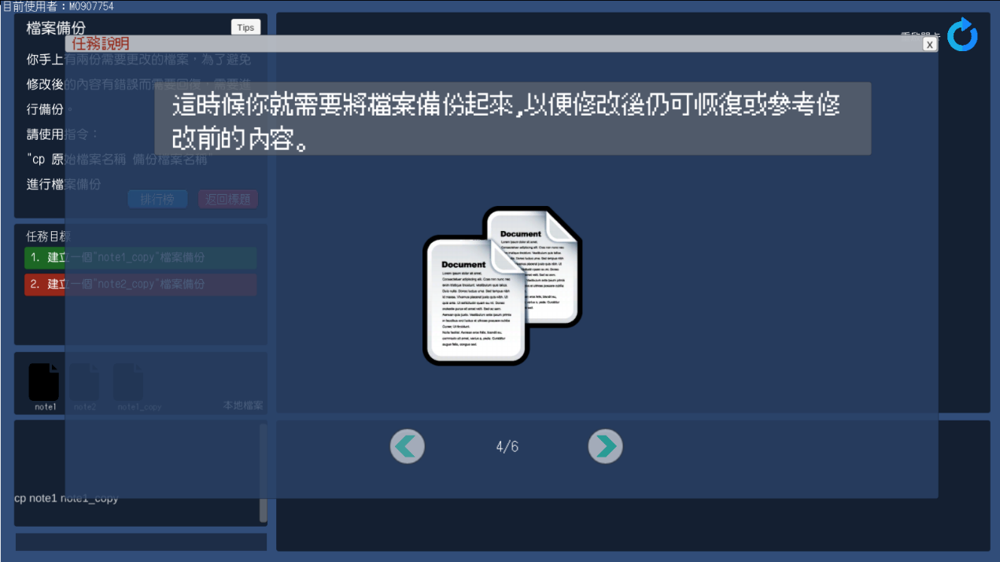 目前使用者：M0907754
檔案備份
Tips
任務說明
x
你手上有兩份需要更改的檔案，為了避免
修改後的內容有錯誤而需要回復，需要進
行備份。
請使用指令：
"cp 原始檔案名稱 備份檔案名稱"
進行檔案備份
排行榜 返回標題
這時候你就需要將檔案備份起來,以便修改後仍可恢復或參考修
改前的內容。
任務目標
1. 建立一個"note1_copy"檔案備份
2. 建立一個"note2_copy"檔案備份
Document
Document
note1 note2 note1_copy 本地檔案
4/6
cp note1 note1_copy